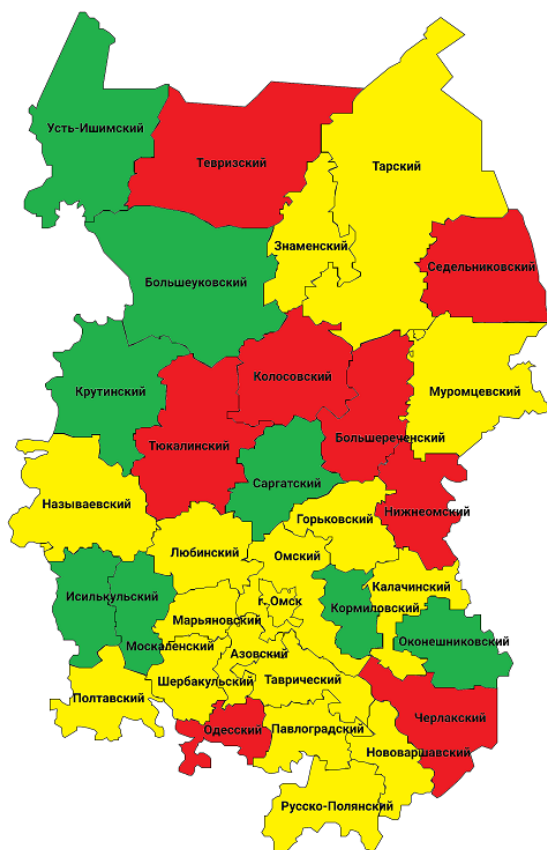 Усть-Ишимский
Тевризский
Тарский
Знаменский
Седельниковский
Большеуковский
Колосовский
Крутинский
Муромцевский
Большереченский
Тюкалинский
Саргатский
Называевский
Нижнеомский
Горьковский
Любинский
Омский
Калачинский
Исилькульский
г. Омск
Кормиловский
Марьяновский
Оконешниковский
Москаленский
Азовский
Таврический
Шербакульский
Полтавский
Черлакский
Одесский
Павлоградский
Нововаршавский
Русско-Полянский